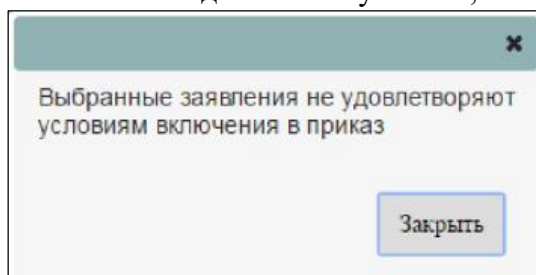 Выбранные заявления не удовлетворяют
условиям включения в приказ
Закрыть